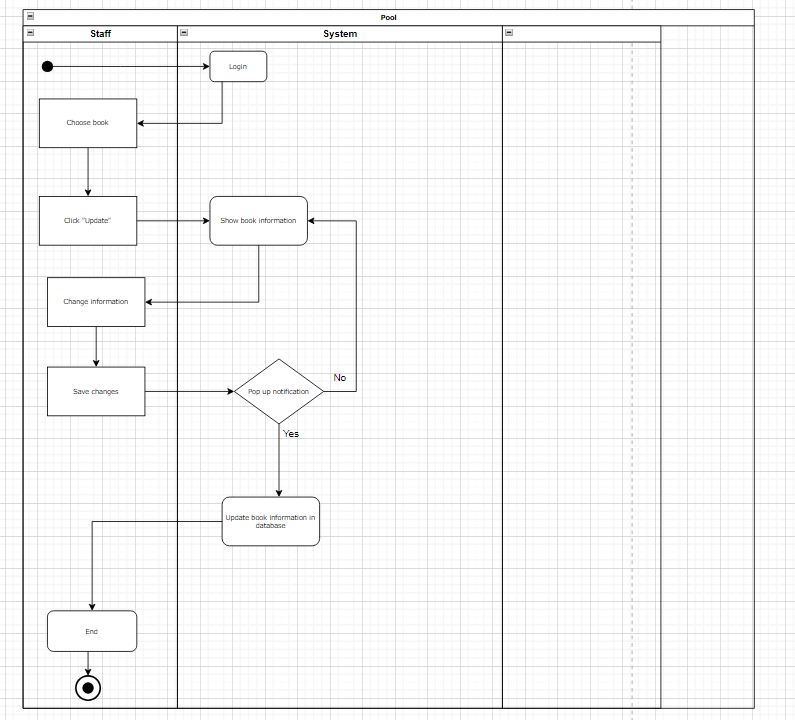 Pool
Staff
System
Login
Choose book
Click "Update"
Show book information
Change information
Save changes
Pop up notification
No
Yes
Update book information in
database
End